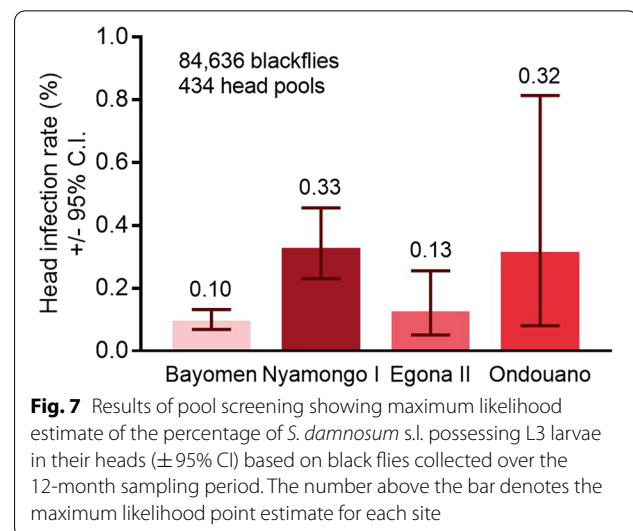 84,636 blackflies
434 head pools
Head infection rate (%)
+/- 95% C.I.
1.0
0.8
0.6
0.4
0.2
0.0
0.10
0.33
0.13
0.32
Bayomen Nyamongo I Egona II Ondouano
Fig. 7 Results of pool screening showing maximum likelihood
estimate of the percentage of S. damnosum s.l. possessing L3 larvae
in their heads (± 95% CI) based on black flies collected over the
12-month sampling period. The number above the bar denotes the
maximum likelihood point estimate for each site